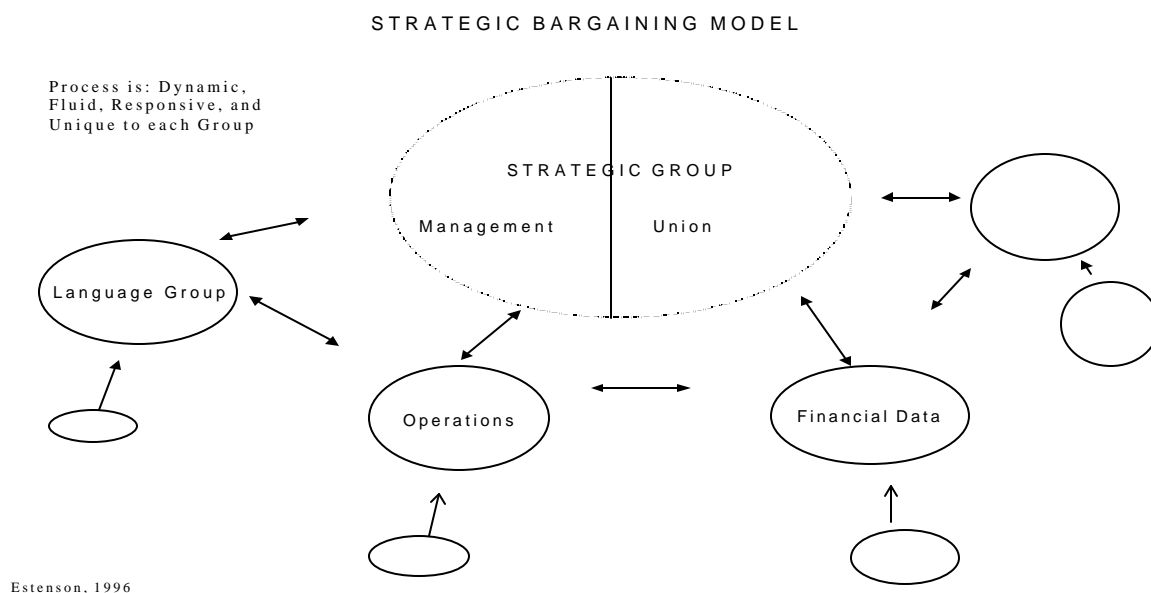 STRATEGIC BARGAINING MODEL
Process is: Dynamic,
Fluid, Responsive, and
Unique to each Group
STRATEGIC GROUP
Management
Union
Language Group
Operations
Financial Data
Estenson, 1996